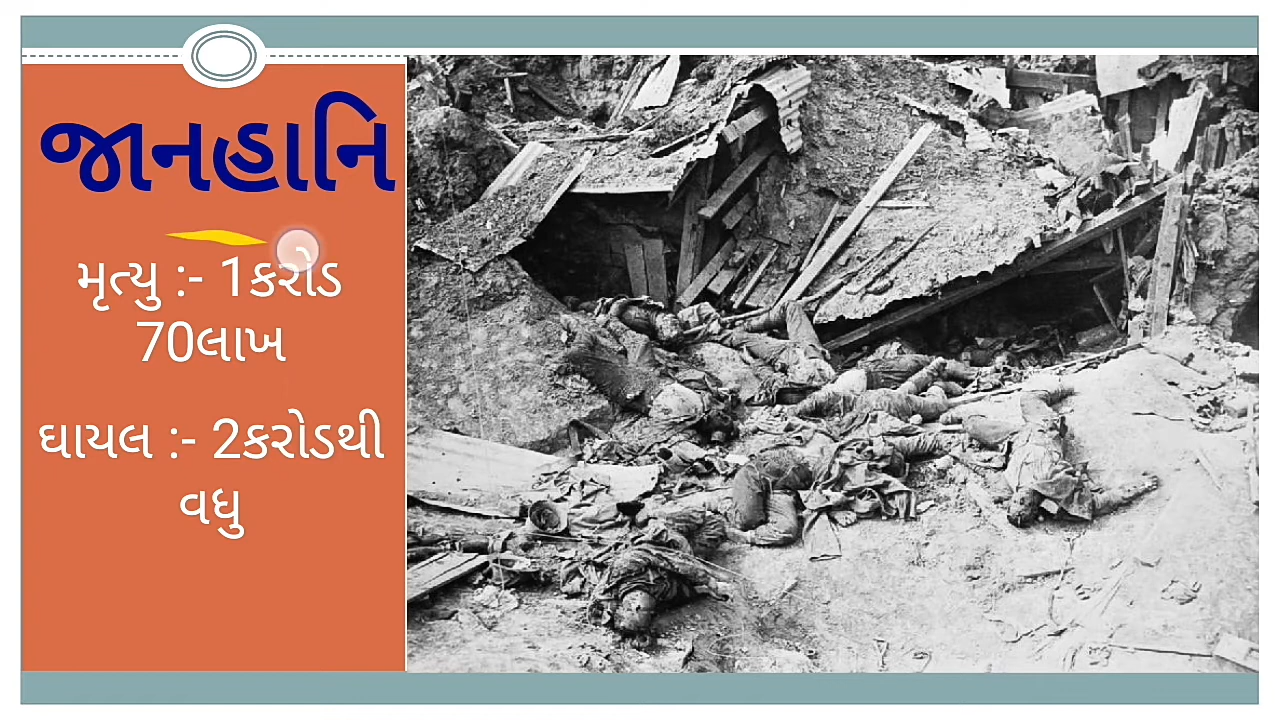 જાનહાનિ
મૃત્યુ :- 1કરોડ
70લાખ
ઘાયલ :- 2કરોડથી
વધુ